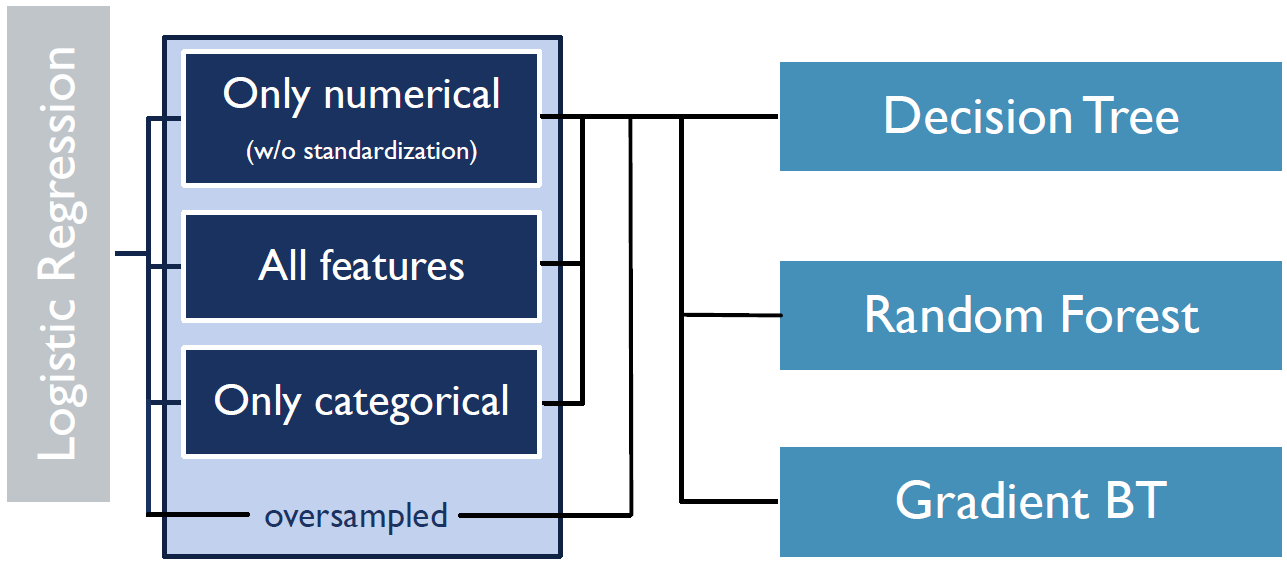 Logistic Regression
Only numerical
(w/o standardization)
All features
Only categorical
oversampled
Decision Tree
Random Forest
Gradient BT